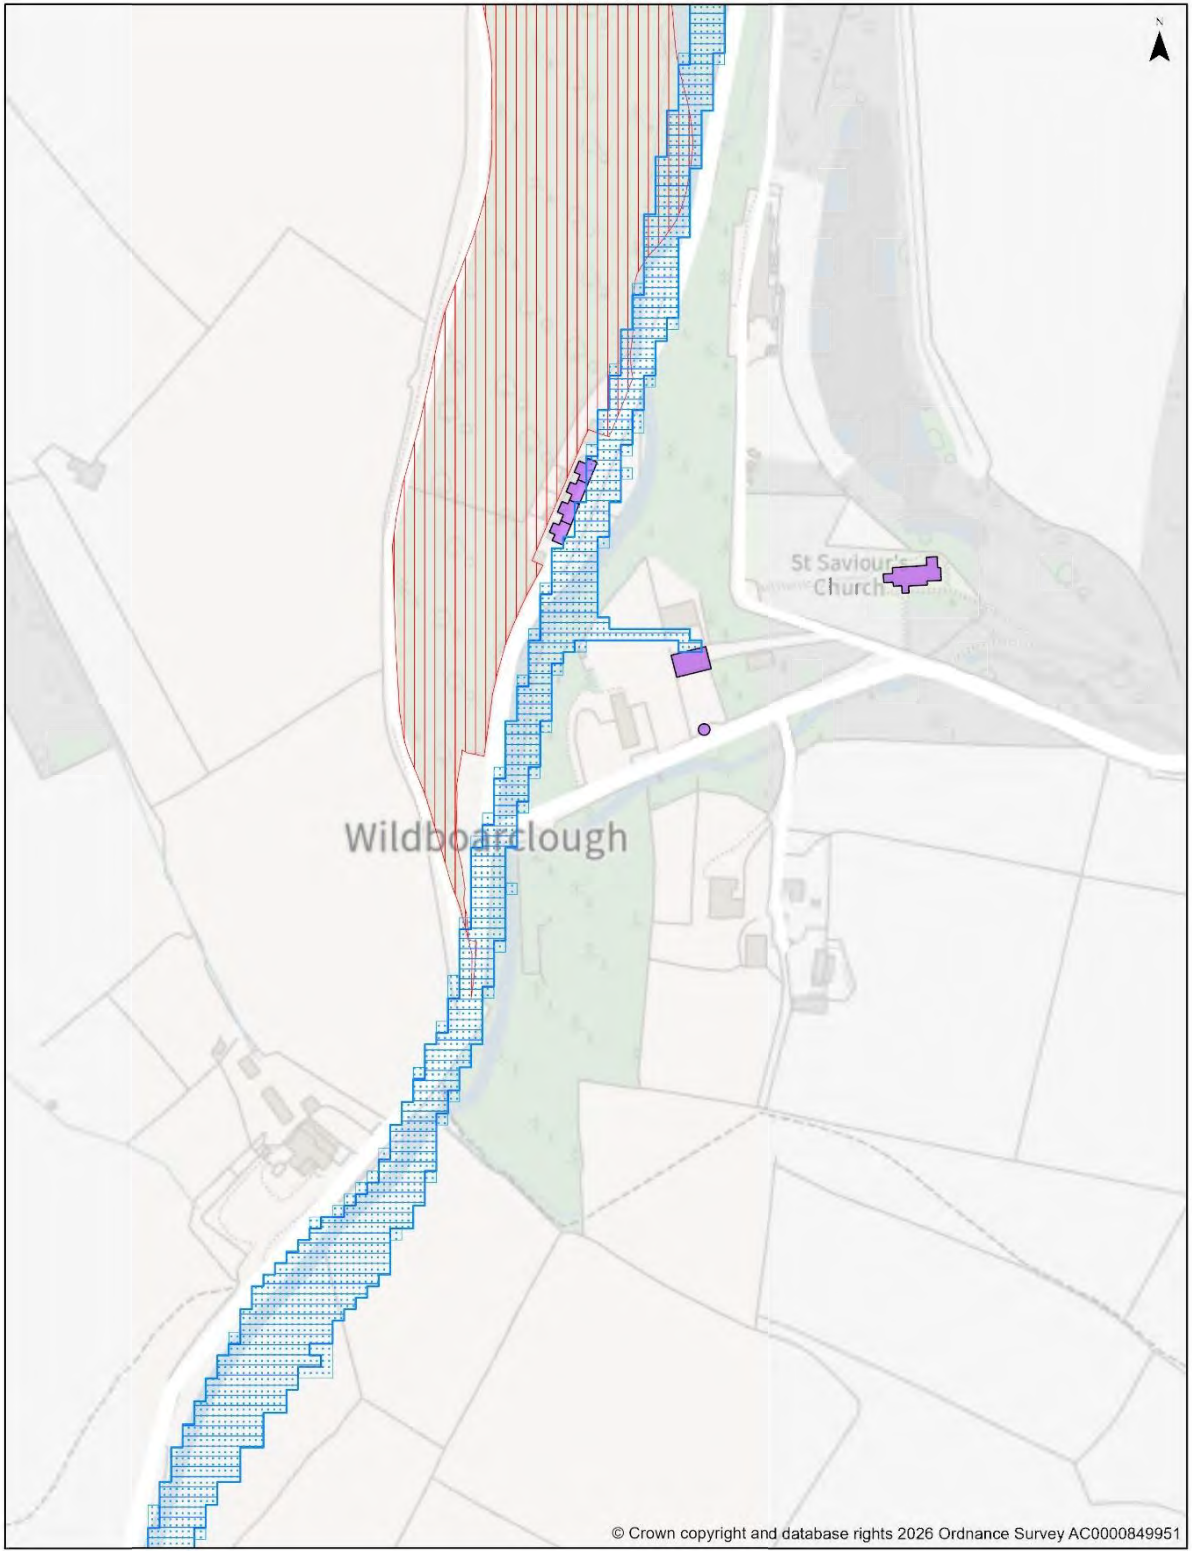 N
St Saviour's
Church
Wildboarclough
© Crown copyright and database rights 2026 Ordnance Survey AC0000849951